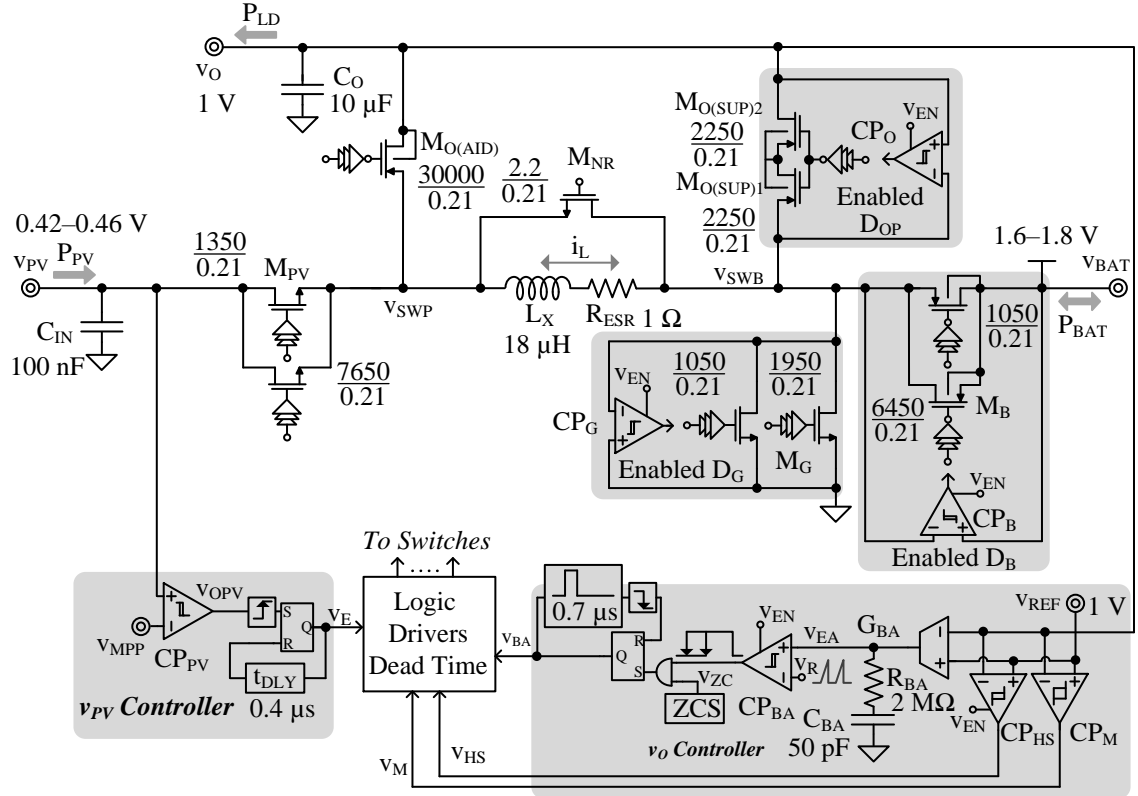 P_LD
v_O
1 V
C_O
10 µF
M_O(AID)
30000
0.21
2.2
0.21
M_NR
M_O(SUP)2
2250
0.21
M_O(SUP)1
2250
0.21
v_EN
CP_O
+
–
Enabled
D_OP
0.42–0.46 V
P_PV
v_PV
1350
0.21
M_PV
C_IN
100 nF
7650
0.21
v_SWP
i_L
L_X
18 µH
R_ESR 1 Ω
v_SWB
1.6–1.8 V
v_BAT
P_BAT
1050
0.21
6450
0.21
M_B
v_EN
CP_B
– +
Enabled D_B
v_EN
CP_G
–
+
1050
0.21
1950
0.21
M_G
Enabled D_G
To Switches
Logic
Drivers
Dead Time
v_OPV
v_E
+
–
v_MPP
CP_PV
S
Q
R
t_DLY
0.4 µs
v_PV Controller
v_BA
0.7 µs
R
Q
S
v_ZC
ZCS
v_EN
CP_BA
v_EA
v_R
+
–
G_BA
R_BA
2 MΩ
C_BA
50 pF
v_REF
1 V
–
+
– +
– +
v_EN
CP_HS
CP_M
v_O Controller
v_M
v_HS